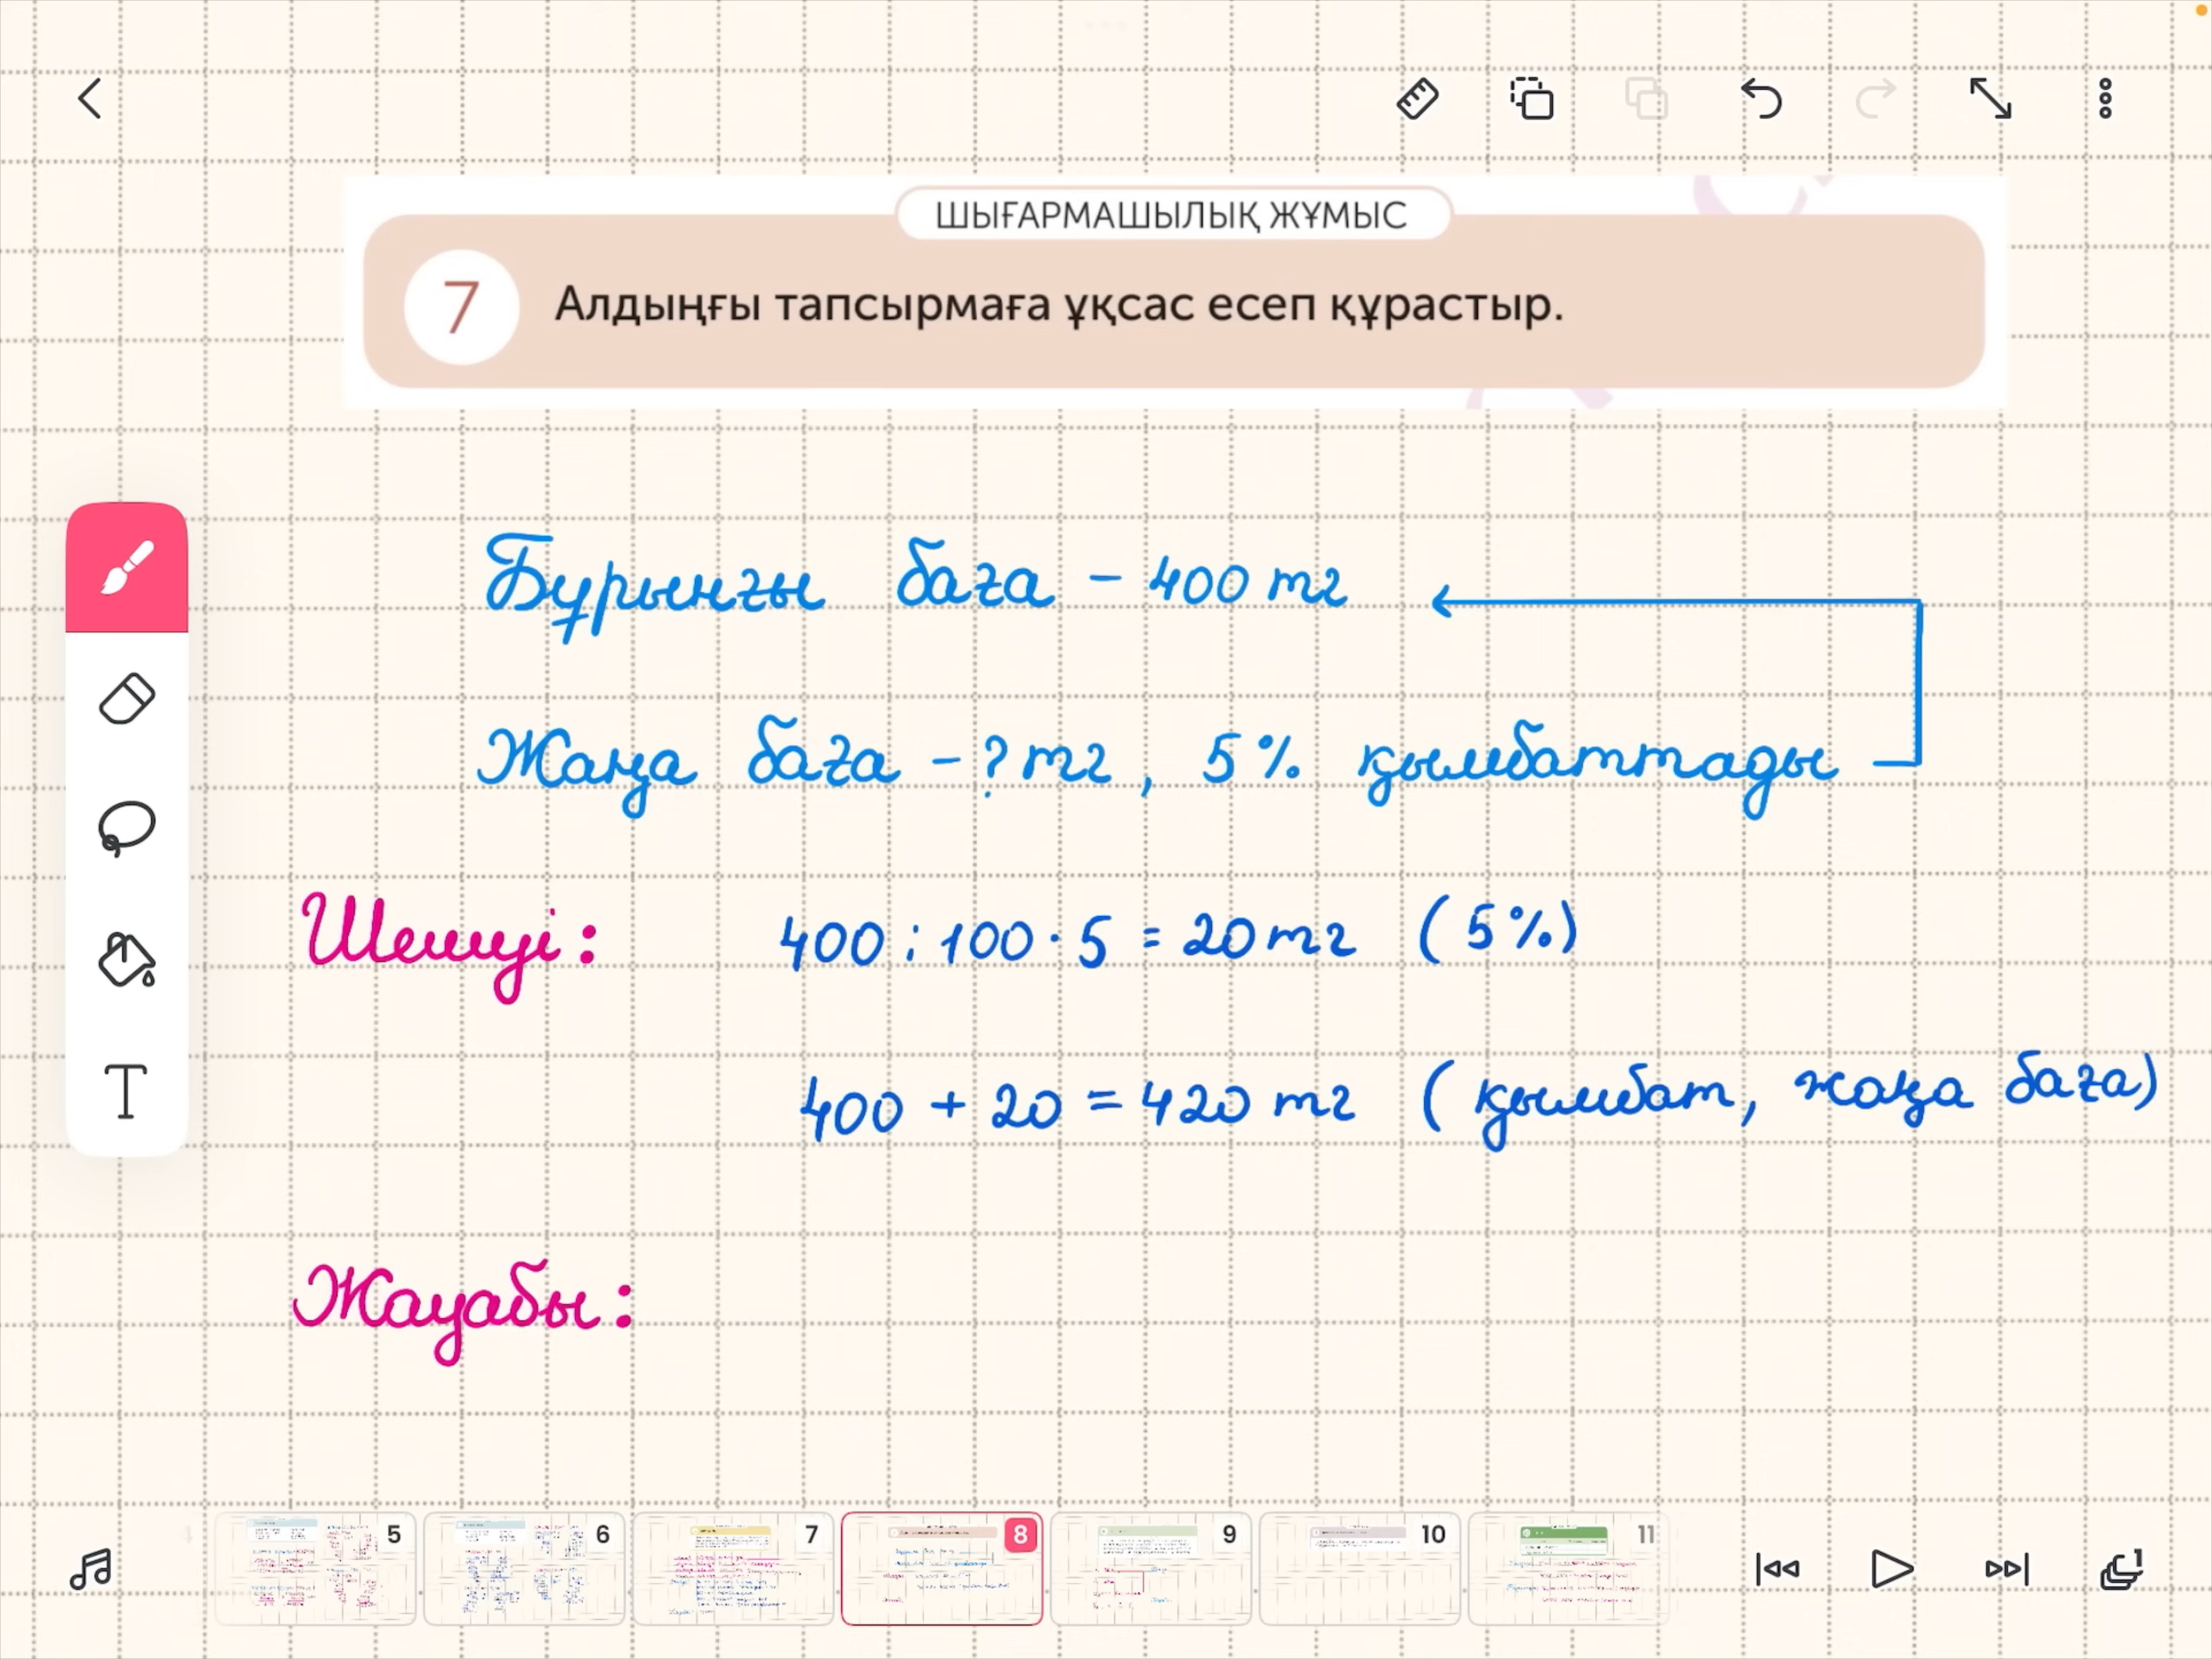 ШЫҒАРМАШЫЛЫҚ ЖҰМЫС
7 Алдыңғы тапсырмаға ұқсас есеп құрастыр.
Бұрынғы баға - 400 тг
Жаңа баға - ? тг, 5% қымбаттады
Шешуі: 400 : 100 · 5 = 20 тг (5%)
400 + 20 = 420 тг (қымбат, жаңа баға)
Жауабы:
T
5 6 7 8 9 10 11
1